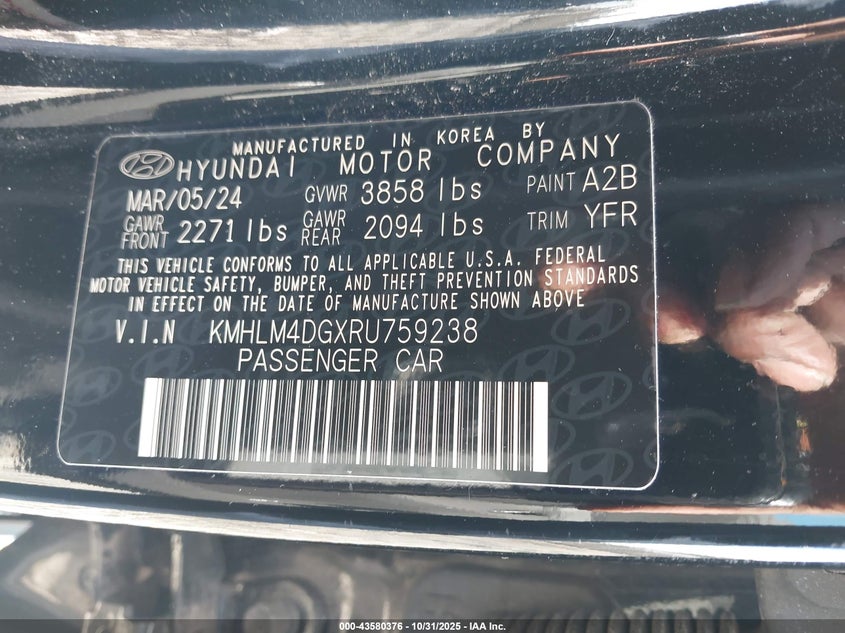 MANUFACTURED IN KOREA BY
HYUNDAI MOTOR COMPANY
MAR/05/24 GVWR 3858 lbs PAINT A2B
GAWR FRONT 2271 lbs GAWR REAR 2094 lbs TRIM YFR
THIS VEHICLE CONFORMS TO ALL APPLICABLE U.S.A. FEDERAL
MOTOR VEHICLE SAFETY, BUMPER, AND THEFT PREVENTION STANDARDS
IN EFFECT ON THE DATE OF MANUFACTURE SHOWN ABOVE
V.I.N KMHLM4DGXRU759238
PASSENGER CAR
000-43580376 - 10/31/2025 - IAA Inc.